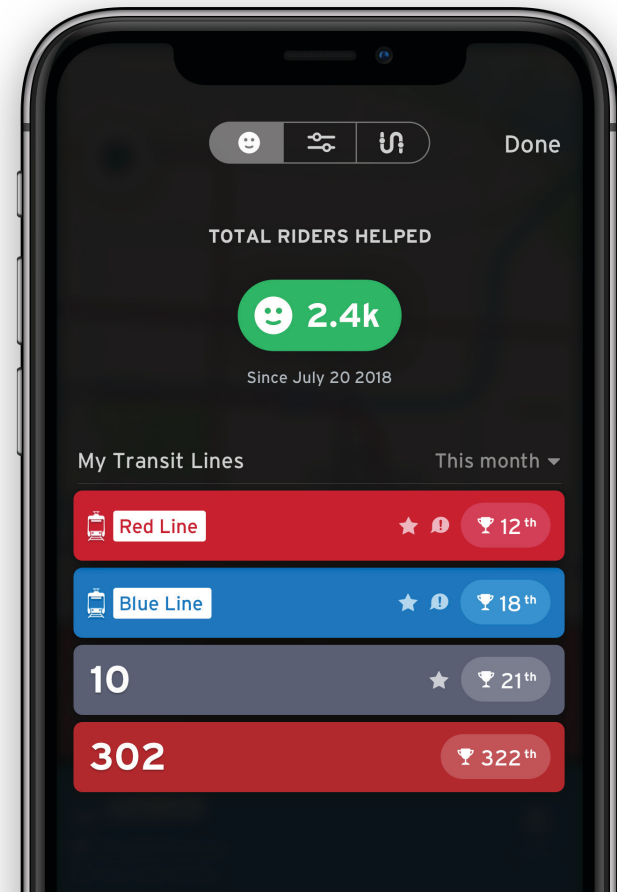 Done
TOTAL RIDERS HELPED
2.4k
Since July 20 2018
My Transit Lines This month
Red Line 12th
Blue Line 18th
10 21th
302 322th